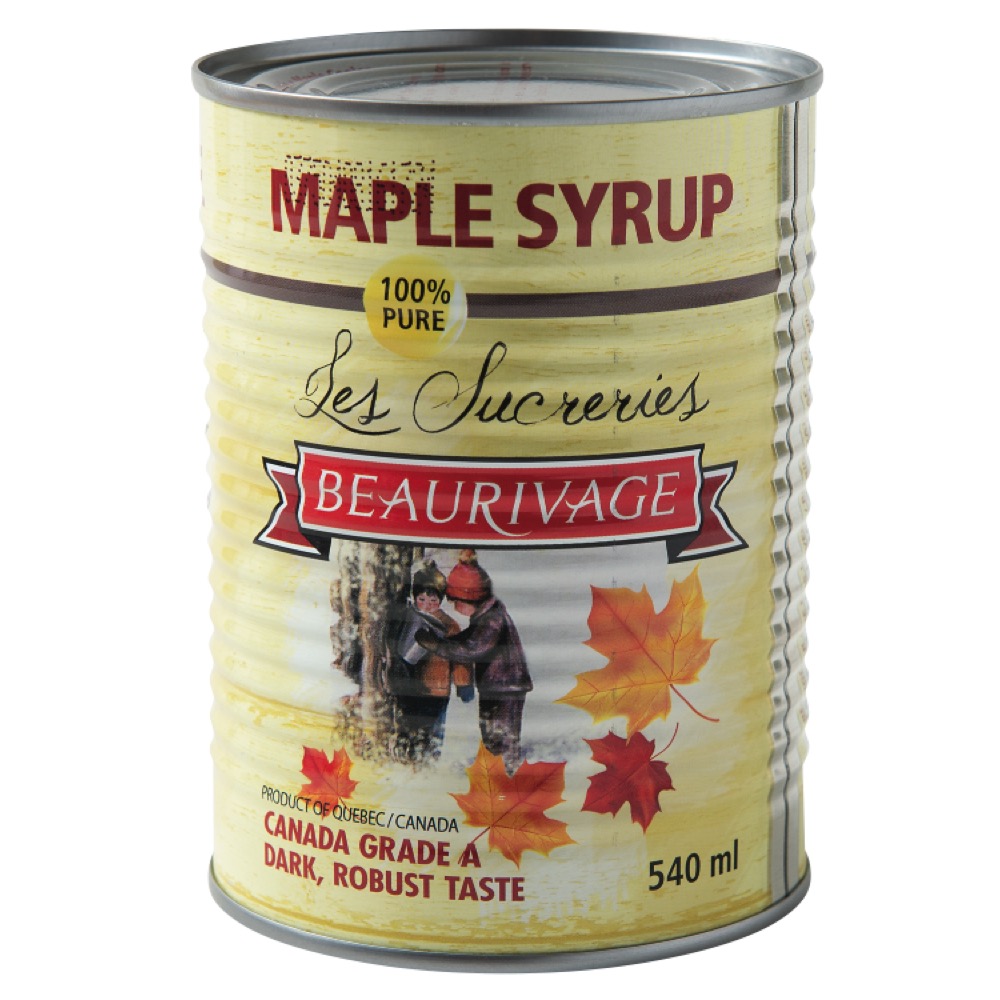 MAPLE SYRUP
100%
PURE
Les Sucreries
BEAURIVAGE
PRODUCT OF QUEBEC/CANADA
CANADA GRADE A
DARK, ROBUST TASTE
540 ml